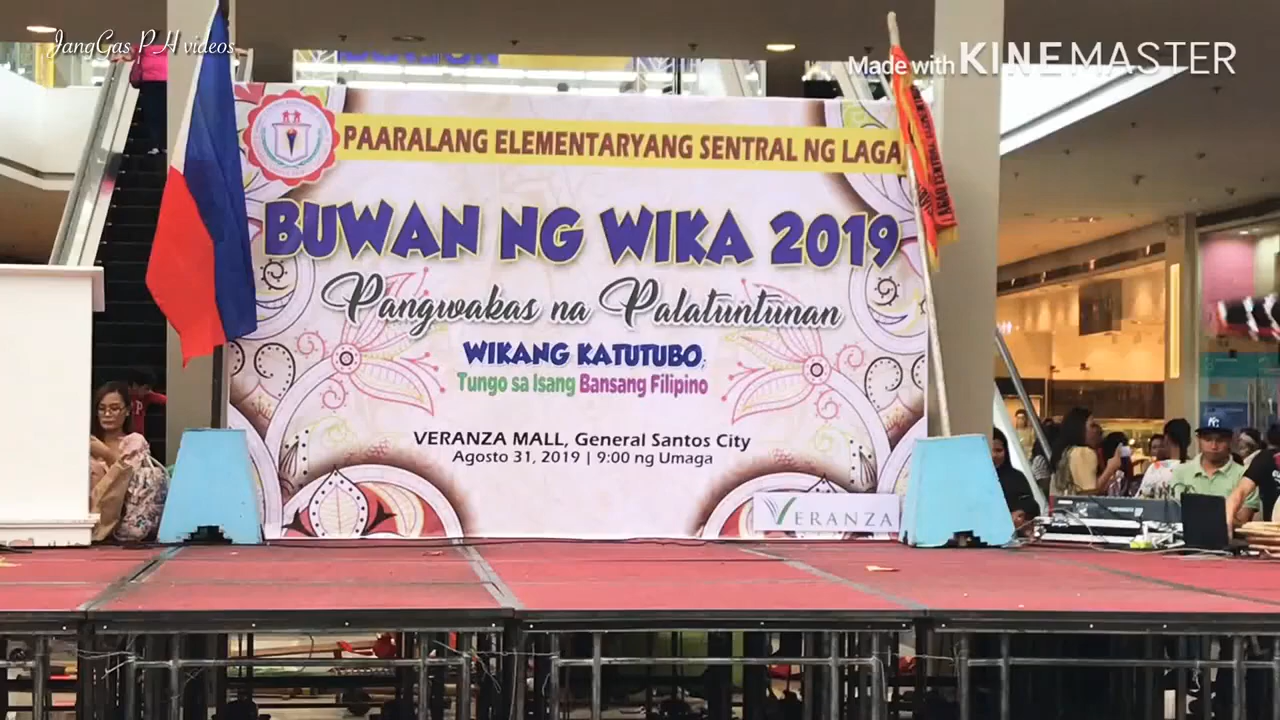 JangGas PH videos
Made with KINEMASTER
PAARALANG ELEMENTARYANG SENTRAL NG LAGA
BUWAN NG WIKA 2019
Pangwakas na Palatuntunan
WIKANG KATUTUBO;
Tungo sa Isang Bansang Filipino
VERANZA MALL, General Santos City
Agosto 31, 2019 | 9:00 ng Umaga
VERANZA